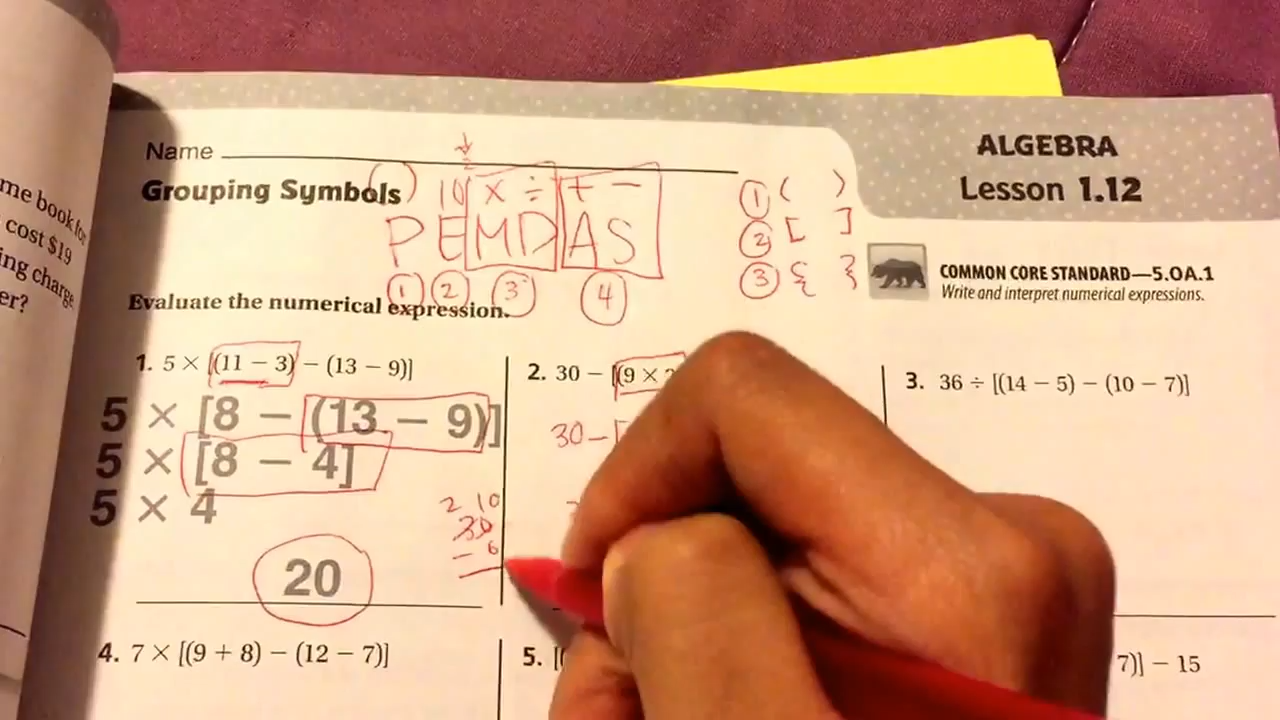 me book for
cost $19
ing charge
er?
ALGEBRA
Lesson 1.12
Name
Grouping Symbols
( ) 10 × ÷ + −
PEMDAS
1 2 3 4
1 ( )
2 [ ]
3 { }
COMMON CORE STANDARD—5.OA.1
Write and interpret numerical expressions.
Evaluate the numerical expression.
1. 5 × [(11 − 3) − (13 − 9)]
5 × [8 − (13 − 9)]
5 × [8 − 4]
5 × 4
20
2 10
30
− 6
2. 30 − [(9 ×
30 − [
3. 36 ÷ [(14 − 5) − (10 − 7)]
4. 7 × [(9 + 8) − (12 − 7)]
5. [(
7)] − 15